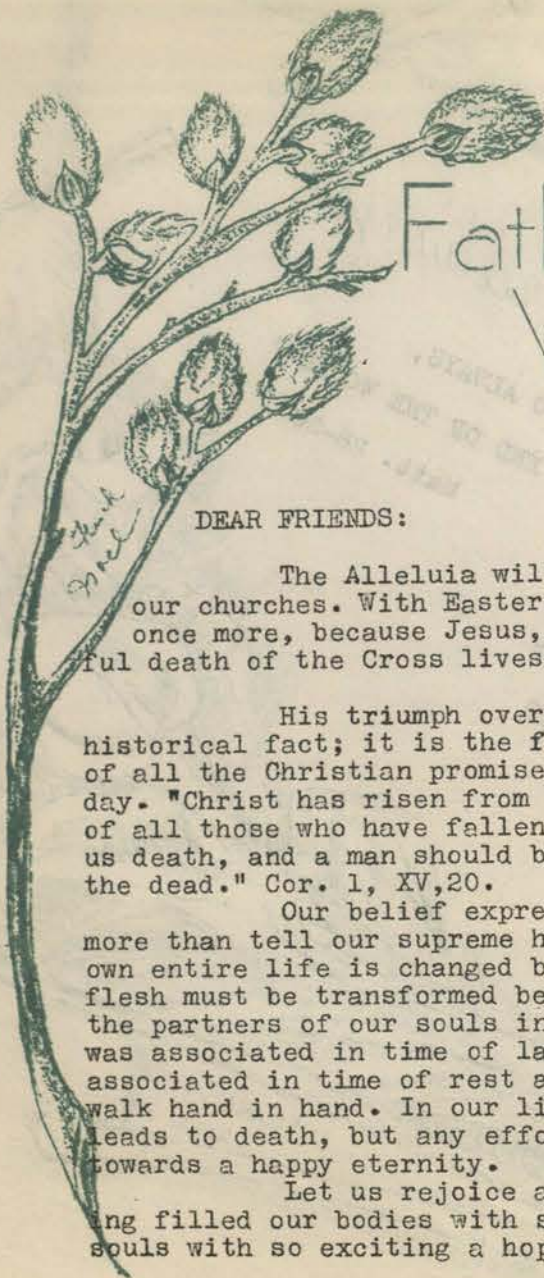 Fat
DEAR FRIENDS:
The Alleluia wil
our churches. With Easter
once more, because Jesus,
ful death of the Cross lives
His triumph over
historical fact; it is the f
of all the Christian promise
day. "Christ has risen from
of all those who have fallen
us death, and a man should b
the dead." Cor. 1, XV,20.
Our belief expre
more than tell our supreme h
own entire life is changed b
flesh must be transformed be
the partners of our souls in
was associated in time of la
associated in time of rest a
walk hand in hand. In our li
leads to death, but any effo
towards a happy eternity.
Let us rejoice a
ng filled our bodies with s
souls with so exciting a hop